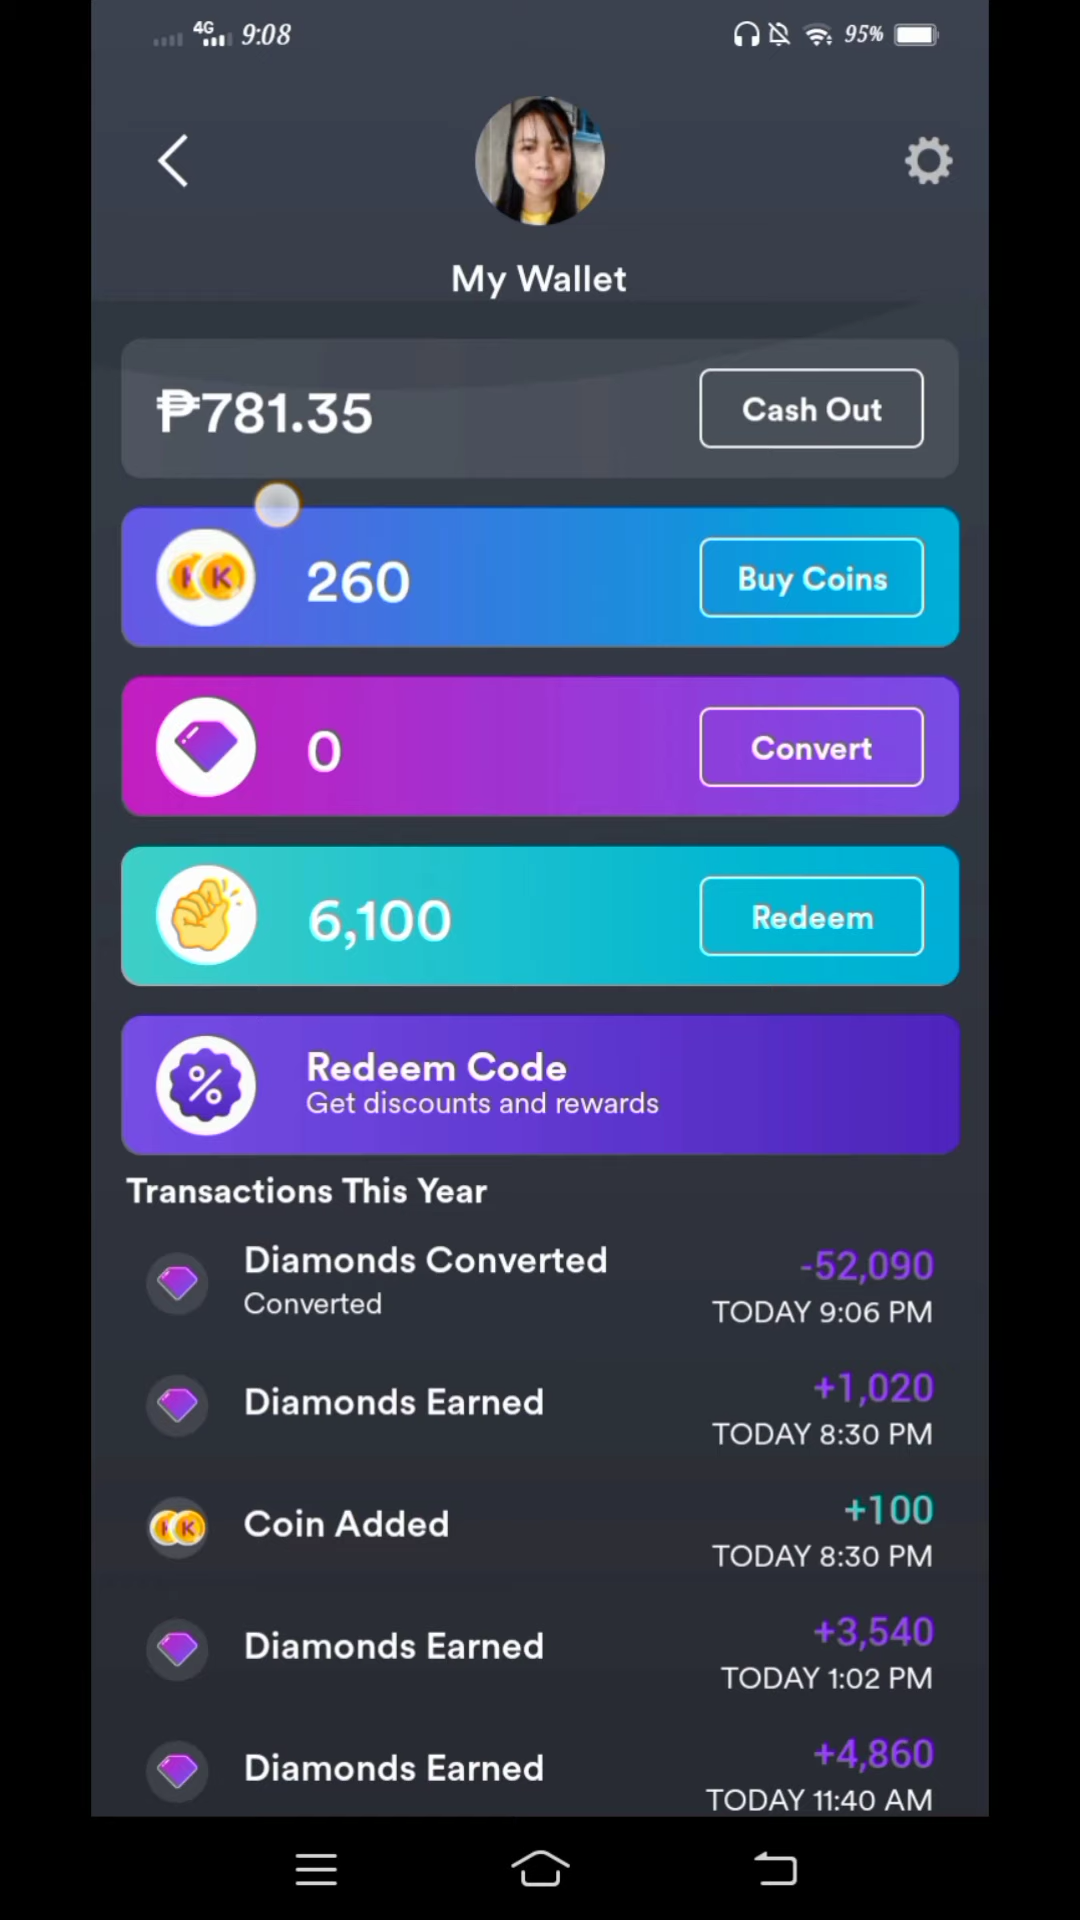 4G 9:08 95%
My Wallet
₱781.35 Cash Out
260 Buy Coins
0 Convert
6,100 Redeem
Redeem Code
Get discounts and rewards
Transactions This Year
Diamonds Converted -52,090
Converted TODAY 9:06 PM
Diamonds Earned +1,020
TODAY 8:30 PM
Coin Added +100
TODAY 8:30 PM
Diamonds Earned +3,540
TODAY 1:02 PM
Diamonds Earned +4,860
TODAY 11:40 AM